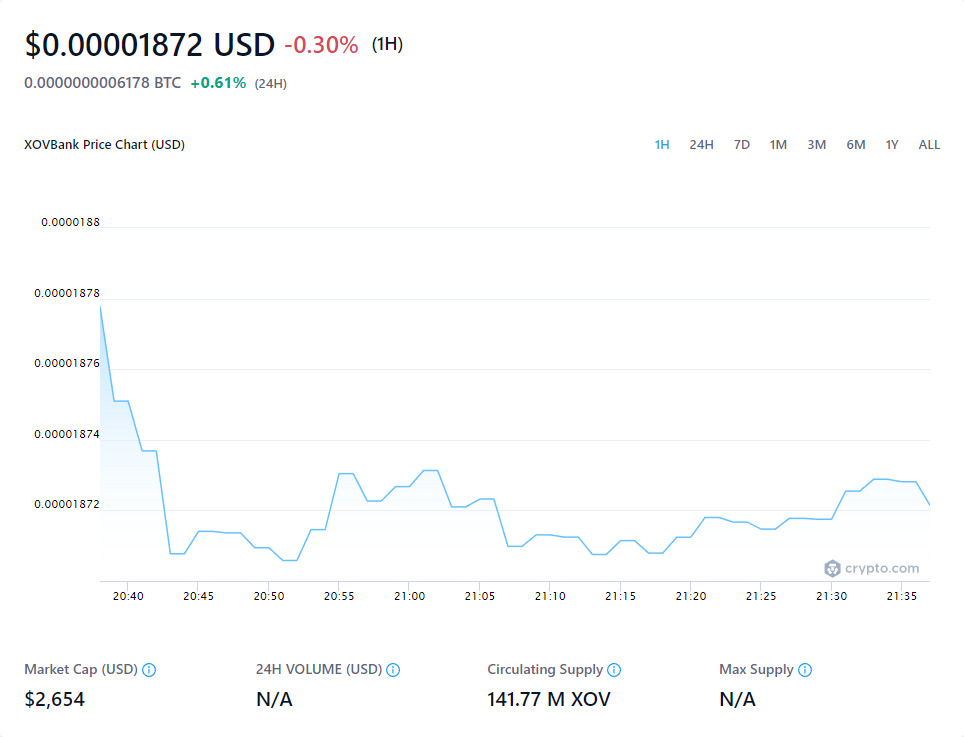 $0.00001872 USD -0.30% (1H)
0.0000000006178 BTC +0.61% (24H)
XOVBank Price Chart (USD) 1H 24H 7D 1M 3M 6M 1Y ALL
0.0000188
0.00001878
0.00001876
0.00001874
0.00001872
crypto.com
20:40 20:45 20:50 20:55 21:00 21:05 21:10 21:15 21:20 21:25 21:30 21:35
Market Cap (USD) 24H VOLUME (USD) Circulating Supply Max Supply
$2,654 N/A 141.77 M XOV N/A